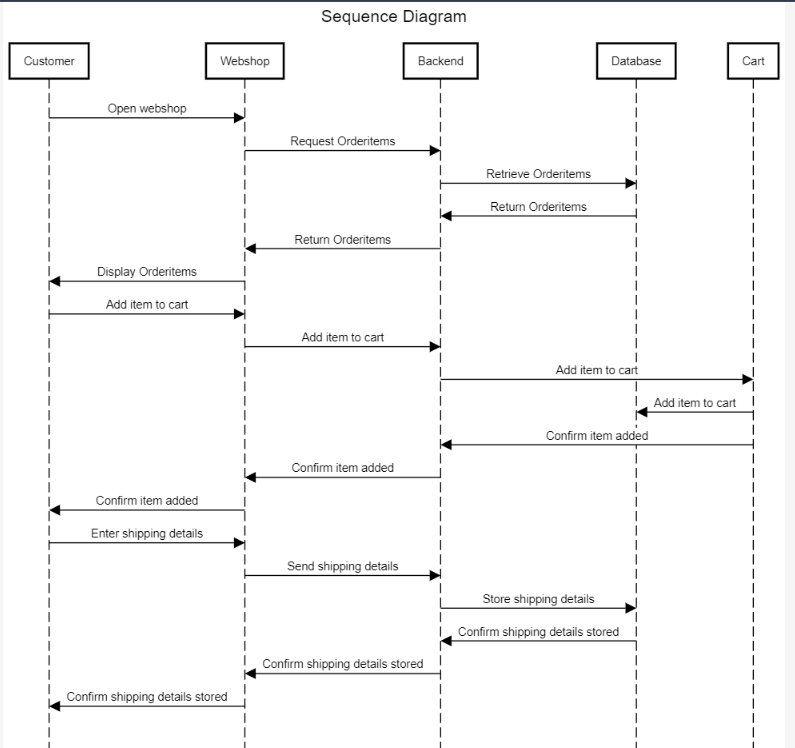 Sequence Diagram
Customer
Webshop
Backend
Database
Cart
Open webshop
Request Orderitems
Retrieve Orderitems
Return Orderitems
Return Orderitems
Display Orderitems
Add item to cart
Add item to cart
Add item to cart
Add item to cart
Confirm item added
Confirm item added
Confirm item added
Enter shipping details
Send shipping details
Store shipping details
Confirm shipping details stored
Confirm shipping details stored
Confirm shipping details stored